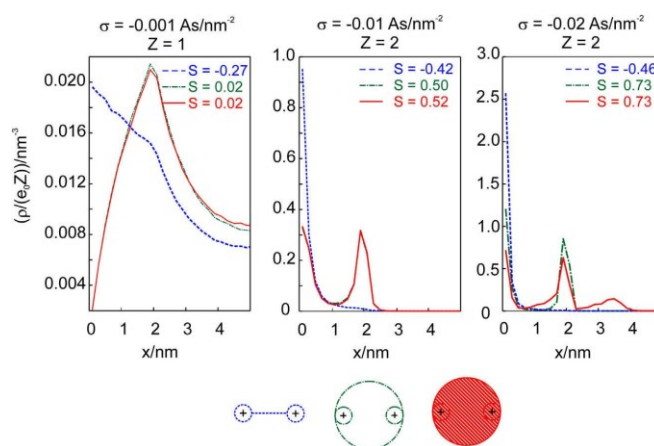 σ = -0.001 As/nm⁻²
Z = 1
S = -0.27
S = 0.02
S = 0.02
(ρ/(e₀Z))/nm⁻³
0.020
0.016
0.012
0.008
0.004
0 1 2 3 4
x/nm
σ = -0.01 As/nm⁻²
Z = 2
S = -0.42
S = 0.50
S = 0.52
1.0
0.8
0.6
0.4
0.2
0
0 1 2 3 4
x/nm
σ = -0.02 As/nm⁻²
Z = 2
S = -0.46
S = 0.73
S = 0.73
3.0
2.5
2.0
1.5
1.0
0.5
0
0 1 2 3 4
x/nm
+ + + + + +